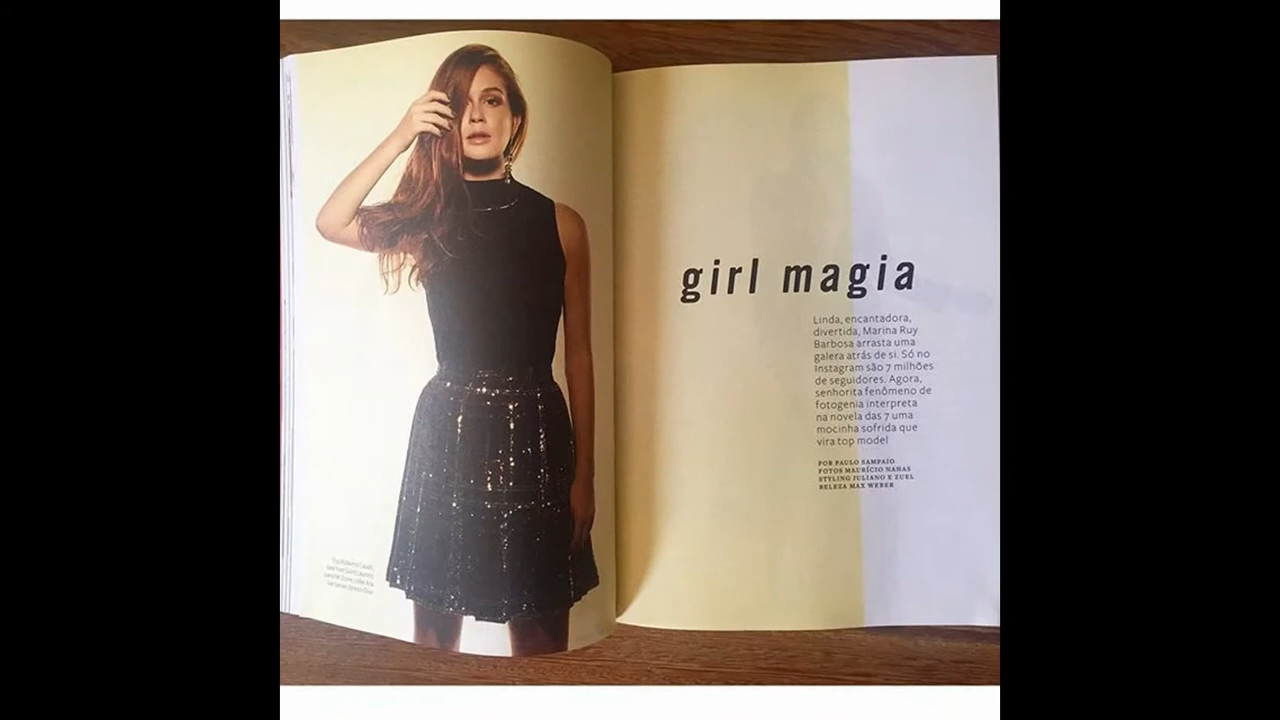 girl magia
Linda, encantadora,
divertida, Marina Ruy
Barbosa arrasta uma
galera atrás de si. Só no
Instagram são 7 milhões
de seguidores. Agora,
senhorita fenômeno de
fotogenia interpreta
na novela das 7 uma
mocinha sofrida que
vira top model
POR PAULO SAMPAIO
FOTOS MAURÍCIO NAHAS
STYLING JULIANO E ZUEL
BELEZA MAX WEBER